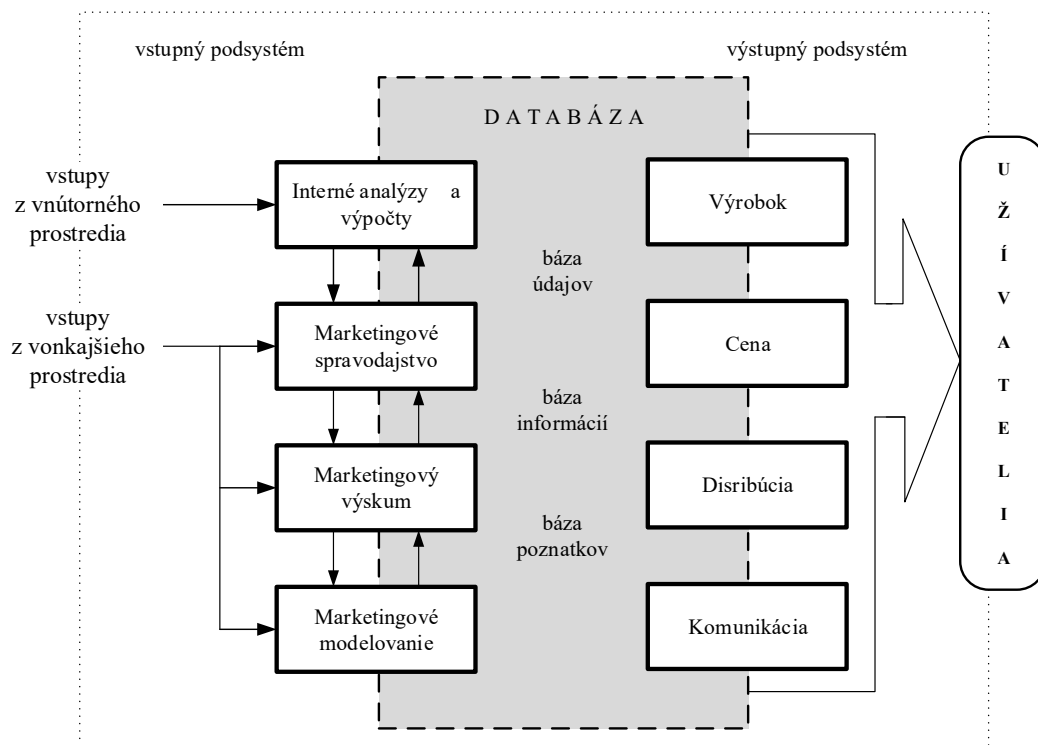 vstupný podsystém
výstupný podsystém
D A T A B Á Z A
vstupy
z vnútorného
prostredia
Interné analýzy a
výpočty
Výrobok
báza
údajov
vstupy
z vonkajšieho
prostredia
Marketingové
spravodajstvo
Cena
báza
informácií
Marketingový
výskum
Disribúcia
báza
poznatkov
Marketingové
modelovanie
Komunikácia
U
Ž
Í
V
A
T
E
L
I
A